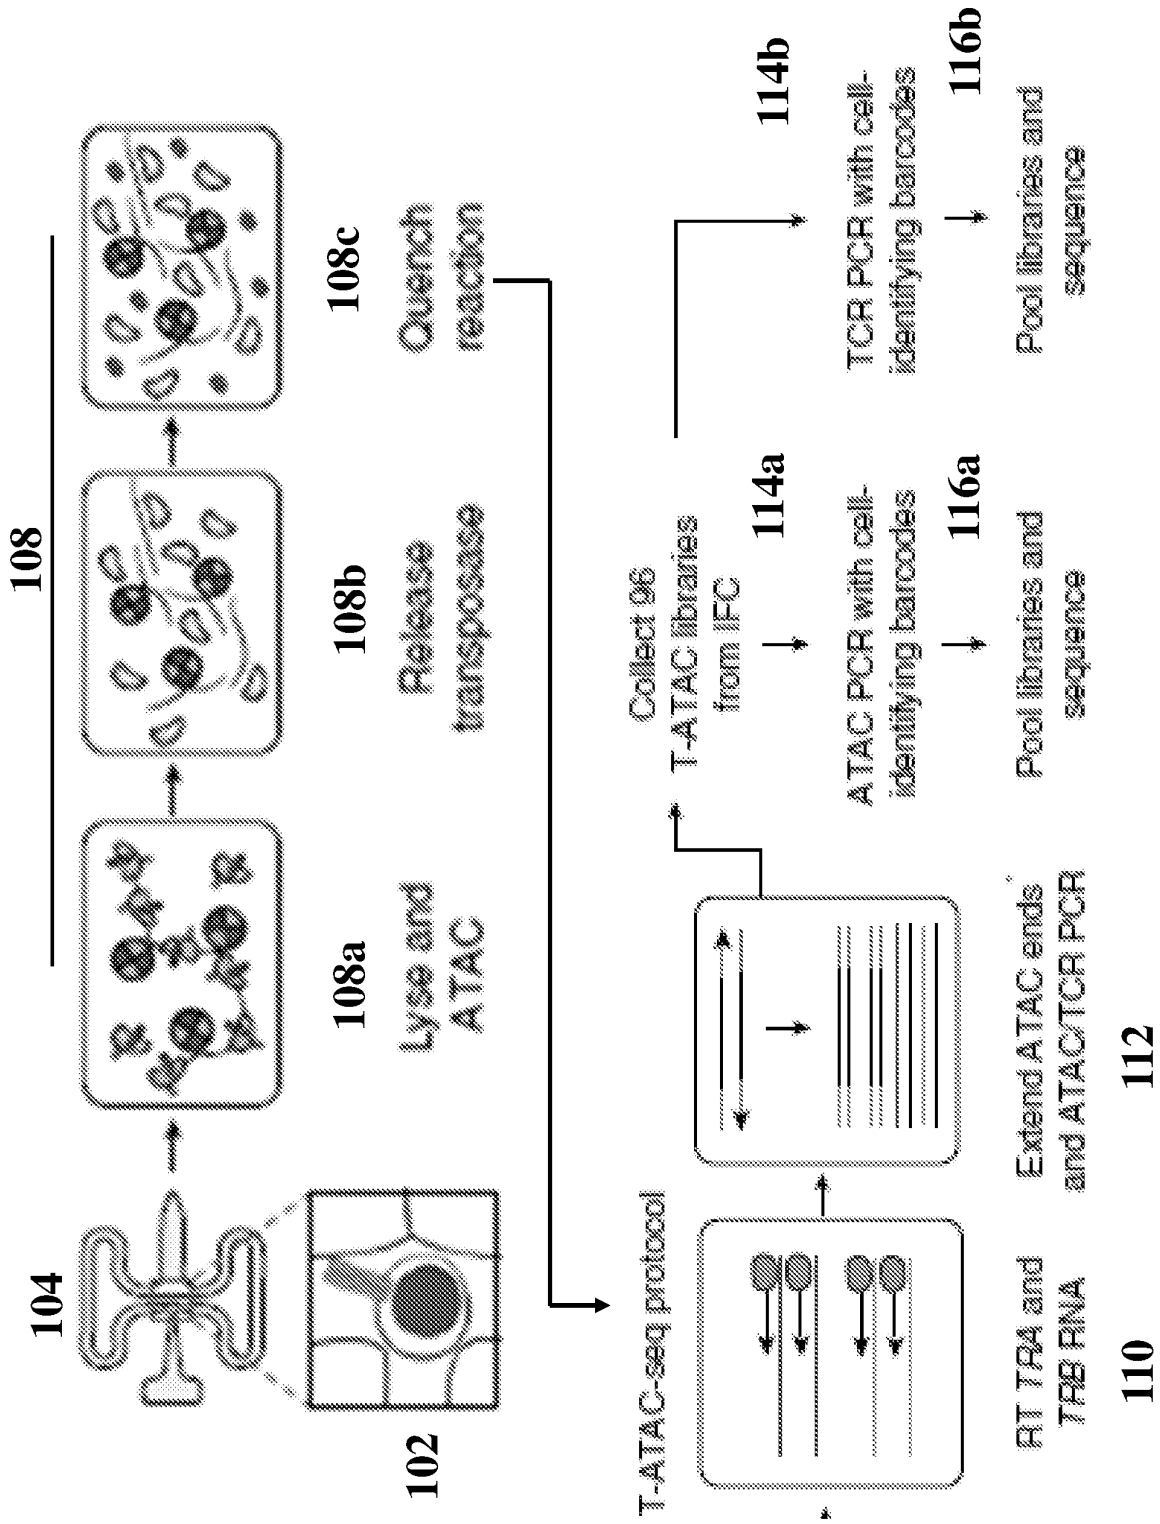 108
104
102
108a
108b
108c
Lyse and
ATAC
Release
transposase
Quench
reaction
T-ATAC-seq protocol
RT TRA and
TRB RNA
110
Extend ATAC ends
and ATAC/TCR PCR
112
Collect 96
T-ATAC libraries
from IFC
114a
ATAC PCR with cell-
identifying barcodes
116a
Pool libraries and
sequence
114b
TCR PCR with cell-
identifying barcodes
116b
Pool libraries and
sequence